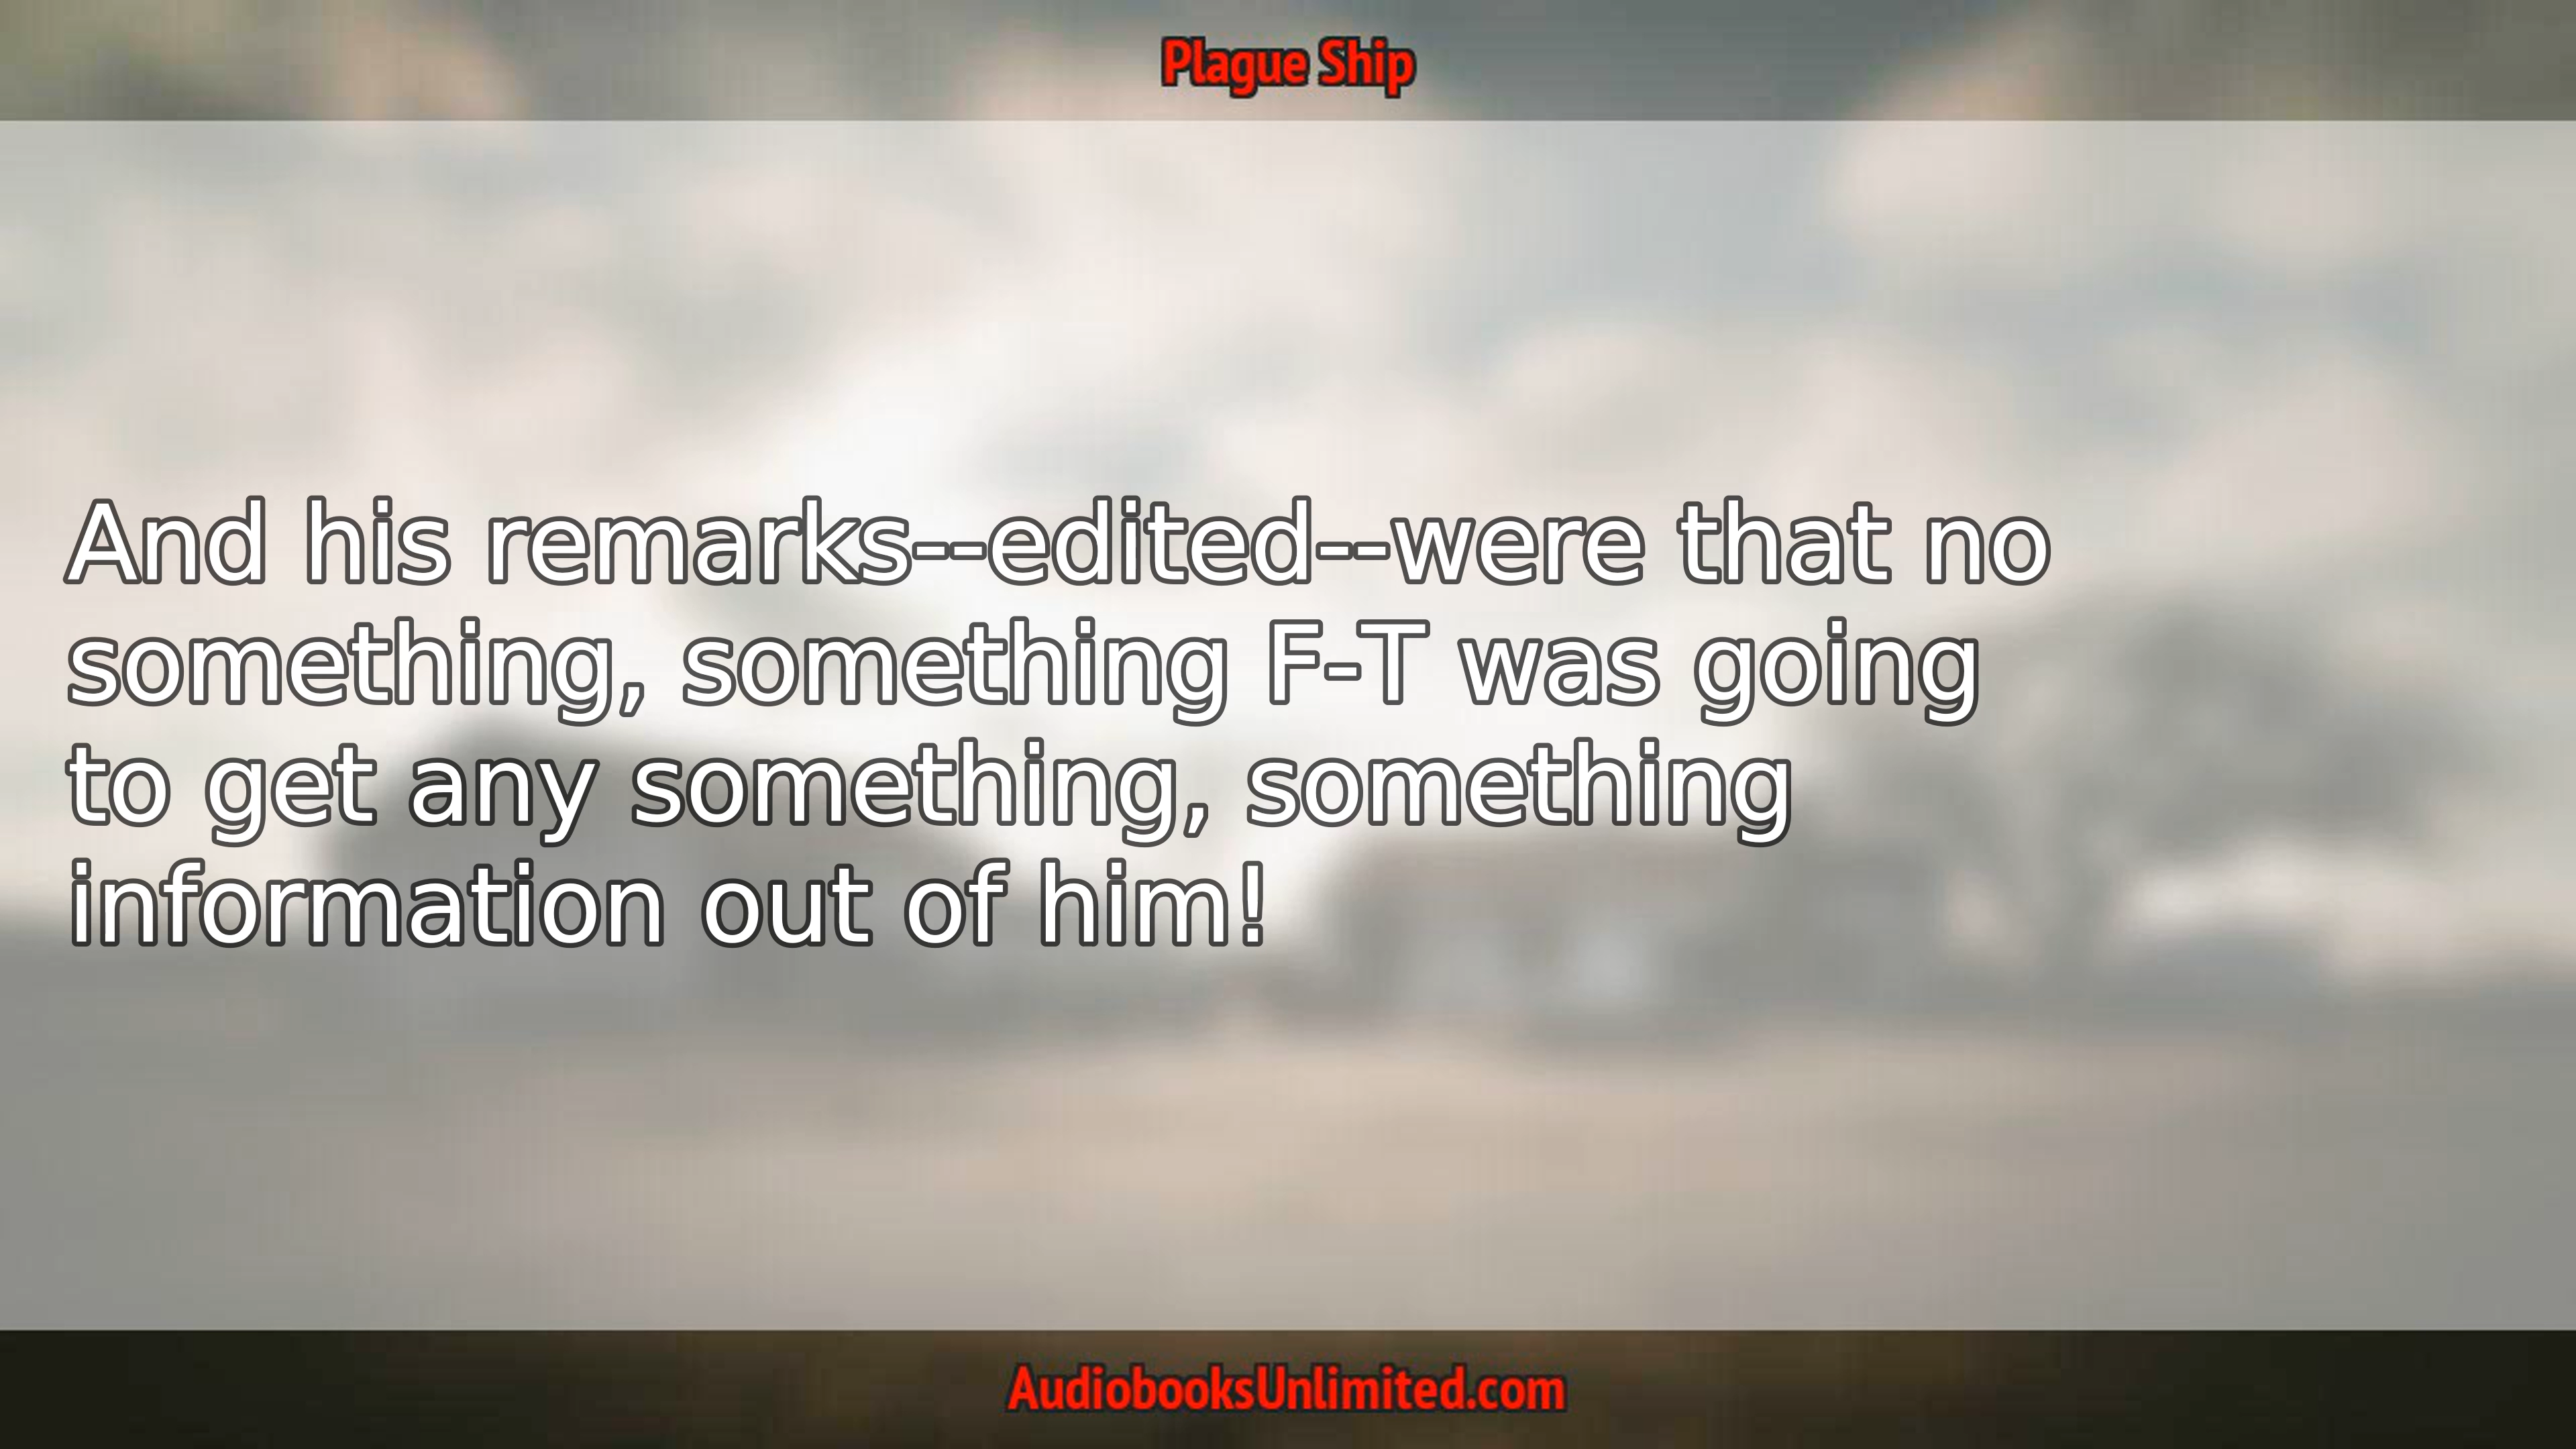 Plague Ship
And his remarks--edited--were that no
something, something F-T was going
to get any something, something
information out of him!
AudiobooksUnlimited.com